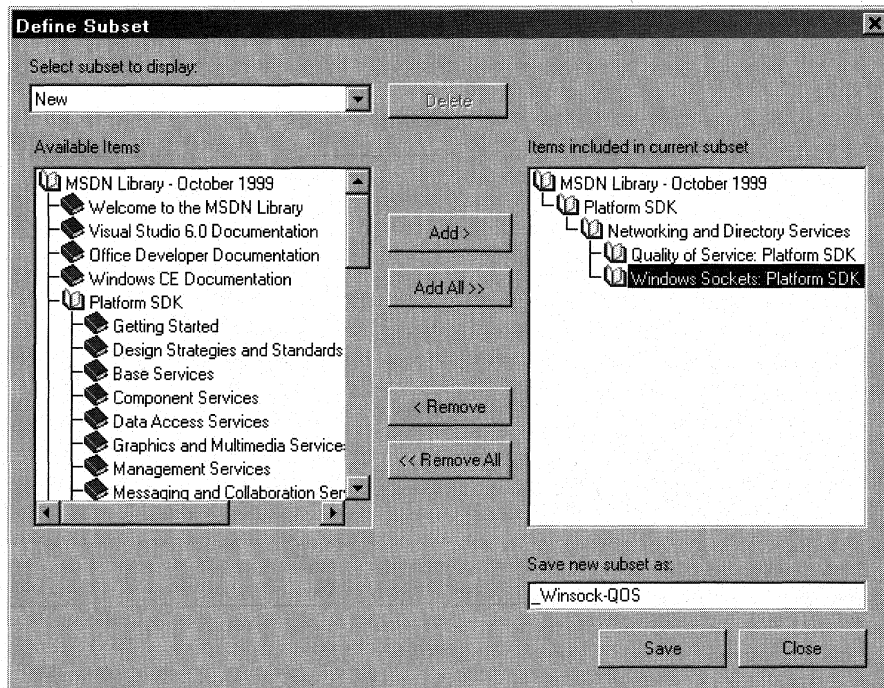 Define Subset
Select subset to display:
New
Delete
Available Items
MSDN Library - October 1999
Welcome to the MSDN Library
Visual Studio 6.0 Documentation
Office Developer Documentation
Windows CE Documentation
Platform SDK
Getting Started
Design Strategies and Standards
Base Services
Component Services
Data Access Services
Graphics and Multimedia Service
Management Services
Messaging and Collaboration Ser
Add >
Add All >>
< Remove
<< Remove All
Items included in current subset
MSDN Library - October 1999
Platform SDK
Networking and Directory Services
Quality of Service: Platform SDK
Windows Sockets: Platform SDK
Save new subset as:
_Winsock-QOS
Save
Close